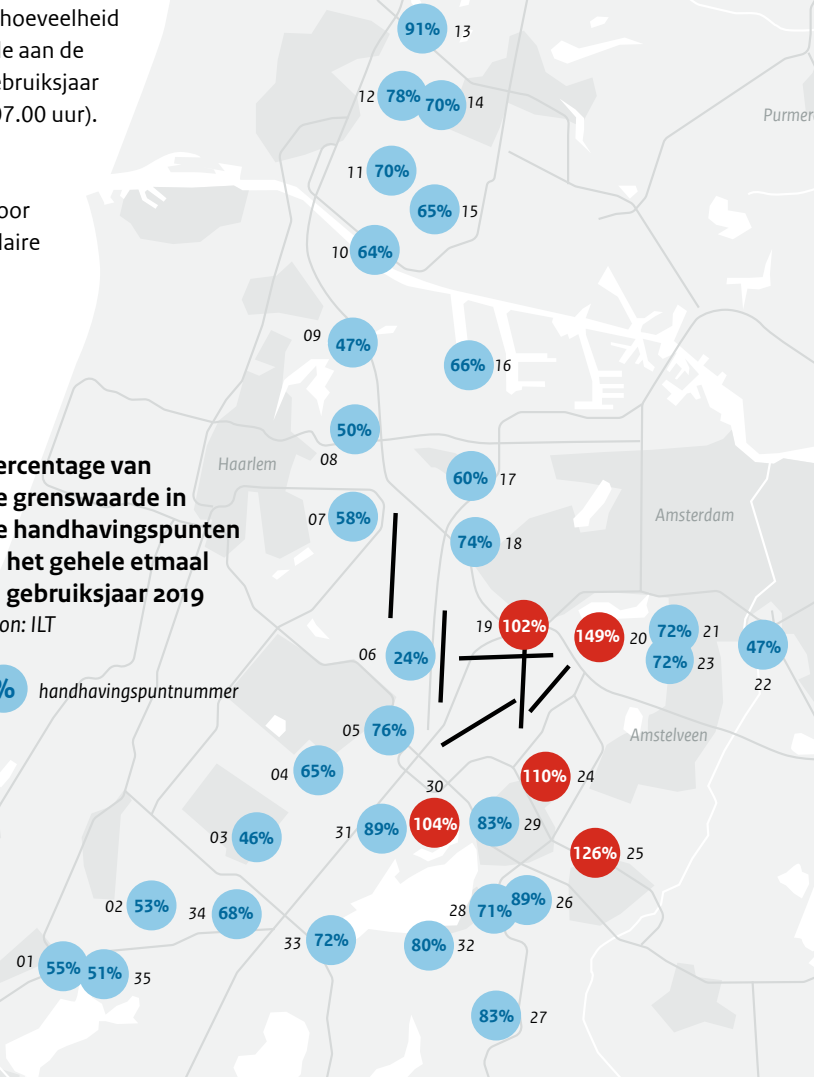 hoeveelheid
le aan de
ebruiksjaar
07.00 uur).
oor
laire
91% 13
12 78% 70% 14
Purmer
11 70%
65% 15
10 64%
09 47%
66% 16
50%
08
Haarlem
ercentage van
e grenswaarde in
e handhavingspunten
het gehele etmaal
gebruiksjaar 2019
on: ILT
% handhavingspuntnummer
60% 17
07 58%
Amsterdam
74% 18
19 102%
149% 20
72% 21
72% 23
47%
22
06 24%
05 76%
Amstelveen
04 65%
110% 24
30
104%
31 89%
83% 29
03 46%
126% 25
02 53%
34 68%
28 71%
89% 26
33 72%
80% 32
01 55% 51% 35
83% 27